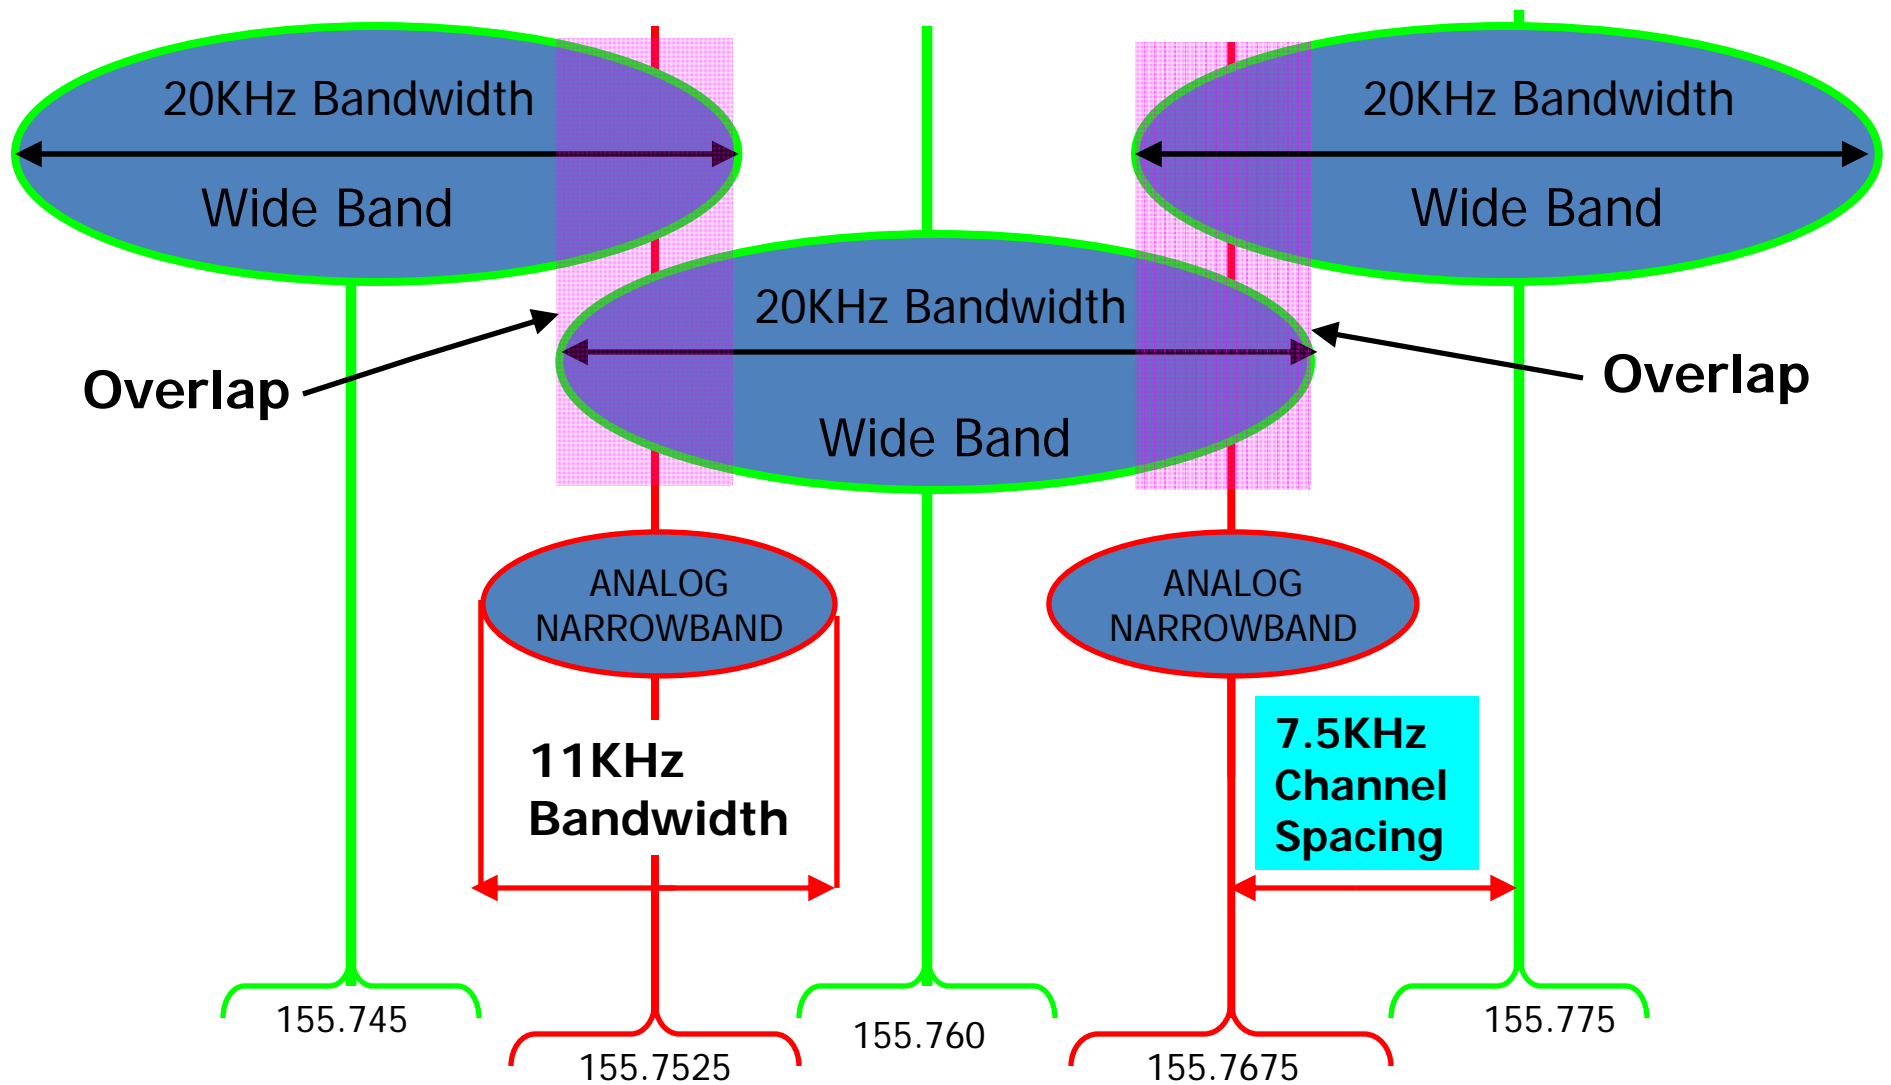 20KHz Bandwidth
Wide Band
20KHz Bandwidth
Wide Band
20KHz Bandwidth
Wide Band
Overlap
Overlap
ANALOG
NARROWBAND
ANALOG
NARROWBAND
11KHz
Bandwidth
7.5KHz
Channel
Spacing
155.745
155.7525
155.760
155.7675
155.775